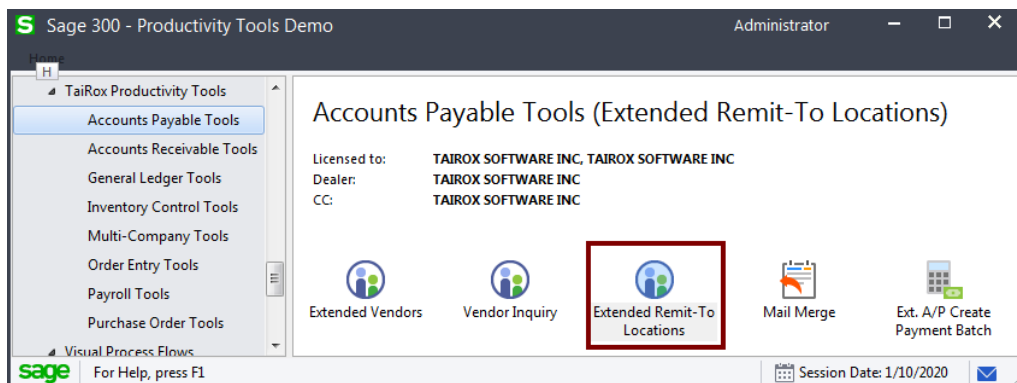 S Sage 300 - Productivity Tools Demo Administrator
Home
H
TaiRox Productivity Tools
Accounts Payable Tools
Accounts Receivable Tools
General Ledger Tools
Inventory Control Tools
Multi-Company Tools
Order Entry Tools
Payroll Tools
Purchase Order Tools
Visual Process Flows
Accounts Payable Tools (Extended Remit-To Locations)
Licensed to: TAIROX SOFTWARE INC, TAIROX SOFTWARE INC
Dealer: TAIROX SOFTWARE INC
CC: TAIROX SOFTWARE INC
Extended Vendors
Vendor Inquiry
Extended Remit-To
Locations
Mail Merge
Ext. A/P Create
Payment Batch
sage For Help, press F1 Session Date: 1/10/2020